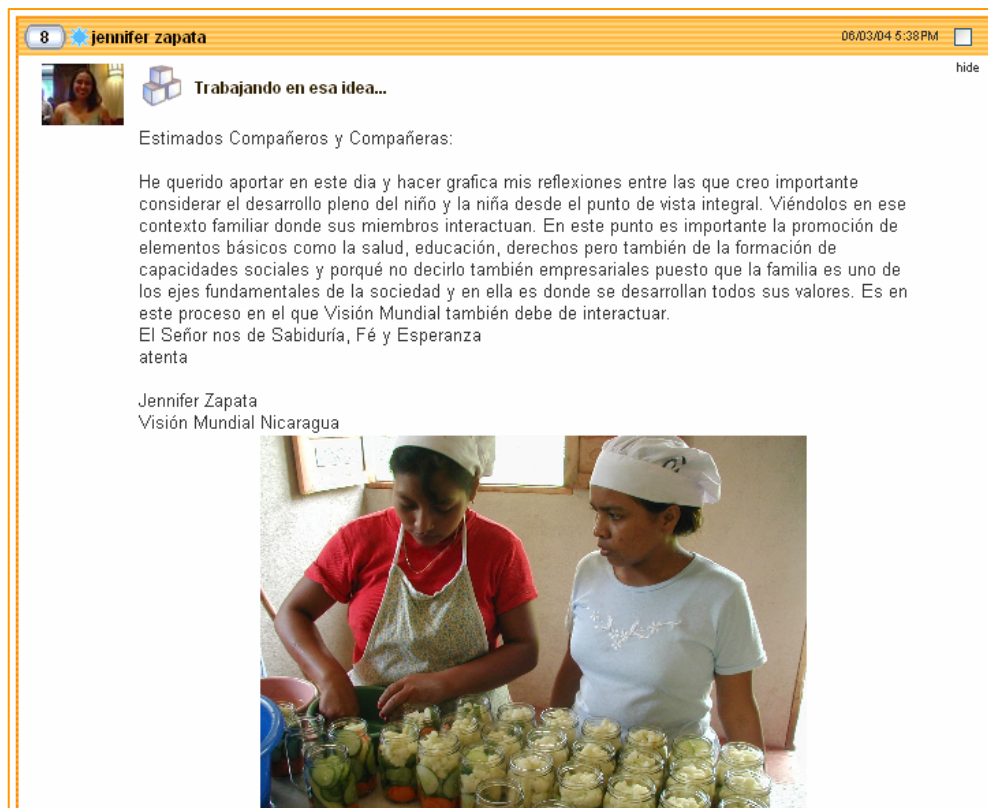 8 jennifer zapata 06/03/04 5:38PM
hide
Trabajando en esa idea...
Estimados Compañeros y Compañeras:
He querido aportar en este dia y hacer grafica mis reflexiones entre las que creo importante
considerar el desarrollo pleno del niño y la niña desde el punto de vista integral. Viéndolos en ese
contexto familiar donde sus miembros interactuan. En este punto es importante la promoción de
elementos básicos como la salud, educación, derechos pero también de la formación de
capacidades sociales y porqué no decirlo también empresariales puesto que la familia es uno de
los ejes fundamentales de la sociedad y en ella es donde se desarrollan todos sus valores. Es en
este proceso en el que Visión Mundial también debe de interactuar.
El Señor nos de Sabiduría, Fé y Esperanza
atenta
Jennifer Zapata
Visión Mundial Nicaragua